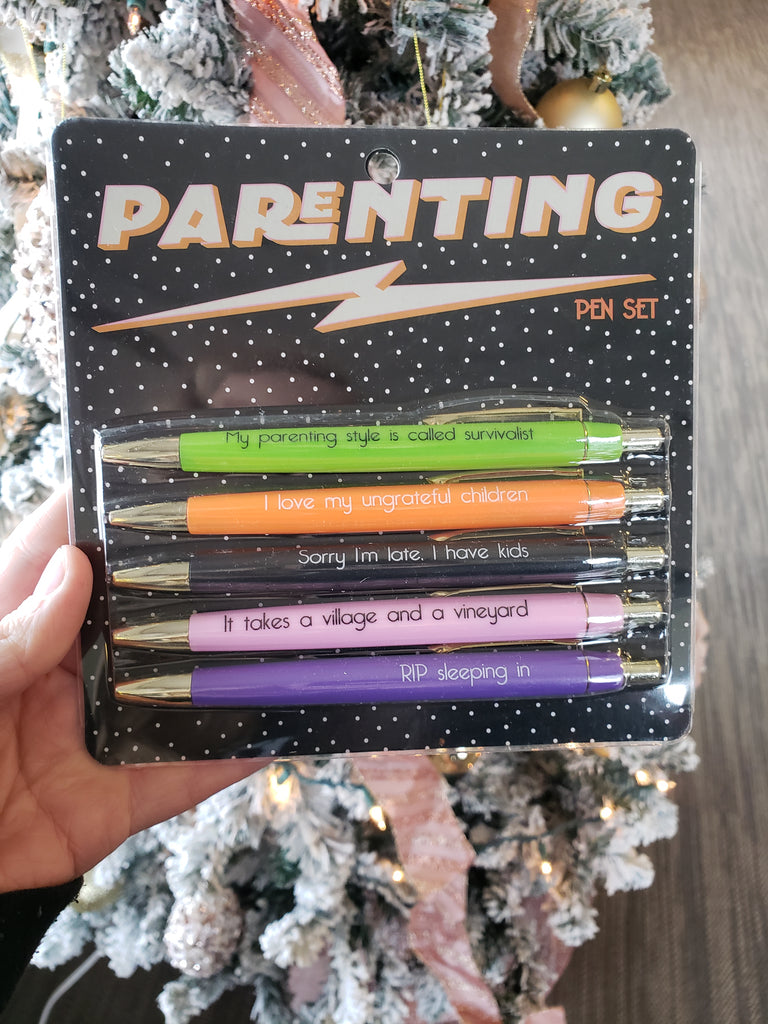 PARENTING
PEN SET
My parenting style is called survivalist
I love my ungrateful children
Sorry I'm late, I have kids
It takes a village and a vineyard
RIP sleeping in